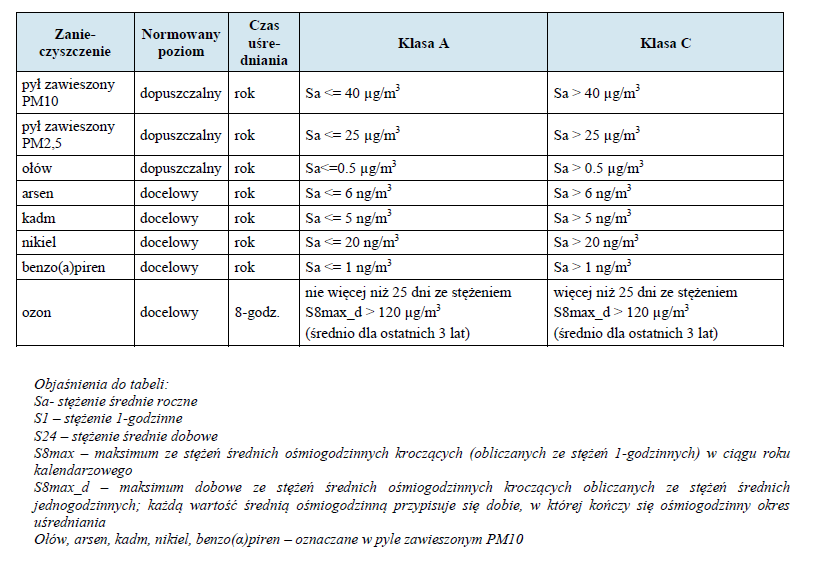 Zanie-
czyszczenie
Normowany
poziom
Czas
uśre-
dniania
Klasa A
Klasa C
pył zawieszony
PM10
dopuszczalny
rok
Sa <= 40 µg/m³
Sa > 40 µg/m³
pył zawieszony
PM2,5
dopuszczalny
rok
Sa <= 25 µg/m³
Sa > 25 µg/m³
ołów
dopuszczalny
rok
Sa<=0.5 µg/m³
Sa > 0.5 µg/m³
arsen
docelowy
rok
Sa <= 6 ng/m³
Sa > 6 ng/m³
kadm
docelowy
rok
Sa <= 5 ng/m³
Sa > 5 ng/m³
nikiel
docelowy
rok
Sa <= 20 ng/m³
Sa > 20 ng/m³
benzo(a)piren
docelowy
rok
Sa <= 1 ng/m³
Sa > 1 ng/m³
ozon
docelowy
8-godz.
nie więcej niż 25 dni ze stężeniem
S8max_d > 120 µg/m³
(średnio dla ostatnich 3 lat)
więcej niż 25 dni ze stężeniem
S8max_d > 120 µg/m³
(średnio dla ostatnich 3 lat)
Objaśnienia do tabeli:
Sa- stężenie średnie roczne
S1 – stężenie 1-godzinne
S24 – stężenie średnie dobowe
S8max – maksimum ze stężeń średnich ośmiogodzinnych kroczących (obliczanych ze stężeń 1-godzinnych) w ciągu roku
kalendarzowego
S8max_d – maksimum dobowe ze stężeń średnich ośmiogodzinnych kroczących obliczanych ze stężeń średnich
jednogodzinnych; każdą wartość średnią ośmiogodzinną przypisuje się dobie, w której kończy się ośmiogodzinny okres
uśredniania
Ołów, arsen, kadm, nikiel, benzo(α)piren – oznaczane w pyle zawieszonym PM10